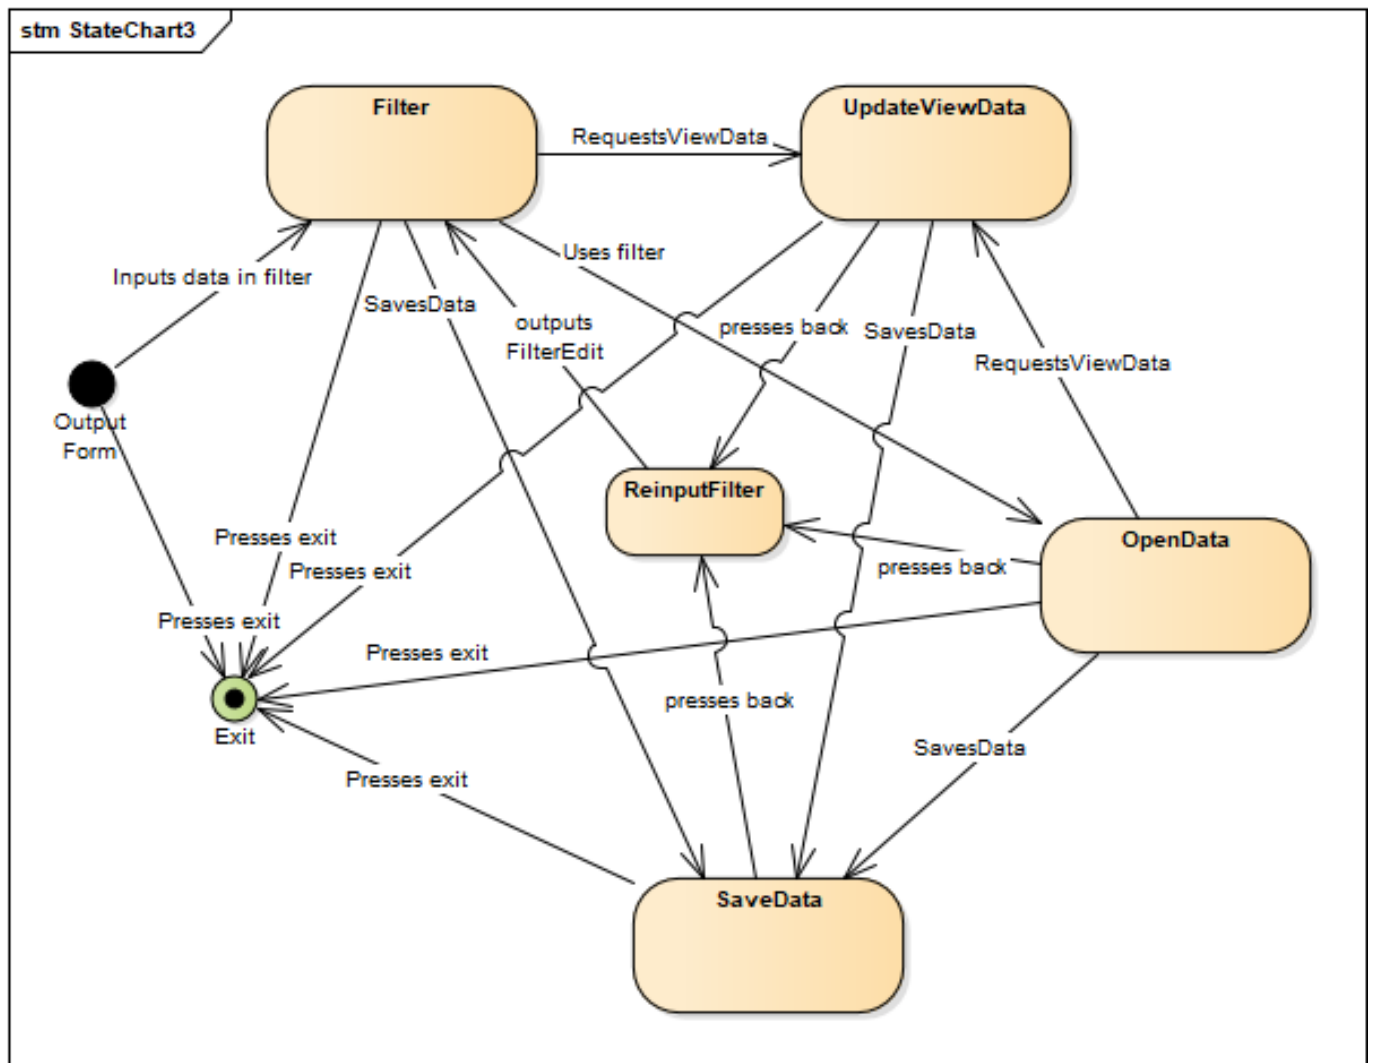 stm StateChart3
Filter
UpdateViewData
RequestsViewData
Uses filter
Inputs data in filter
SavesData
outputs
FilterEdit
presses back
SavesData
RequestsViewData
Output
Form
ReinputFilter
Presses exit
OpenData
Presses exit
presses back
Presses exit
Presses exit
presses back
Exit
SavesData
Presses exit
SaveData